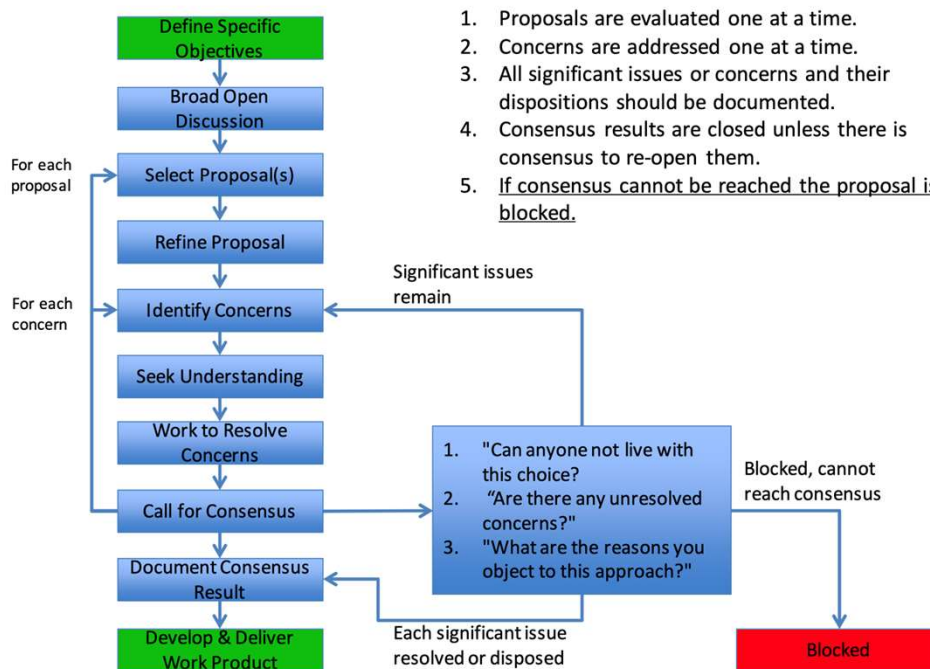 Define Specific
Objectives
Broad Open
Discussion
For each
proposal
Select Proposal(s)
Refine Proposal
For each
concern
Identify Concerns
Seek Understanding
Work to Resolve
Concerns
Call for Consensus
Document Consensus
Result
Develop & Deliver
Work Product
1. Proposals are evaluated one at a time.
2. Concerns are addressed one at a time.
3. All significant issues or concerns and their
dispositions should be documented.
4. Consensus results are closed unless there is
consensus to re-open them.
5. If consensus cannot be reached the proposal is
blocked.
Significant issues
remain
1. "Can anyone not live with
this choice?
2. “Are there any unresolved
concerns?"
3. "What are the reasons you
object to this approach?"
Blocked, cannot
reach consensus
Each significant issue
resolved or disposed
Blocked